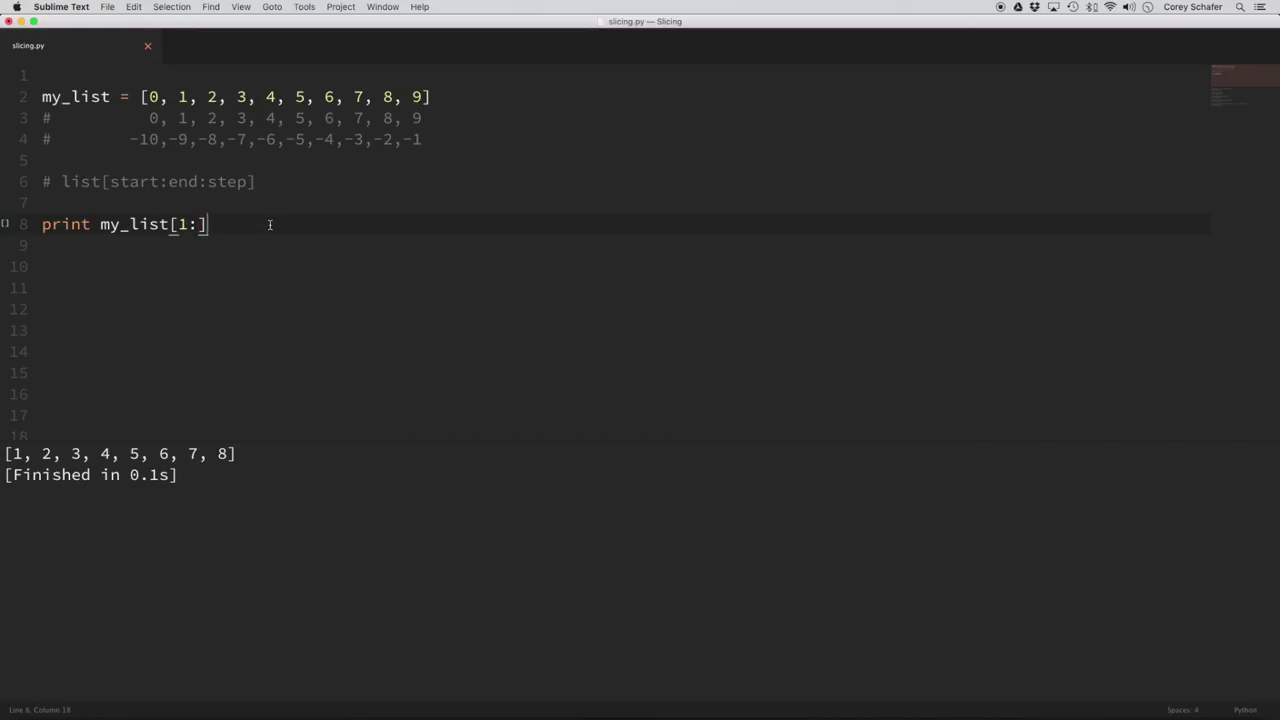 Sublime Text File Edit Selection Find View Goto Tools Project Window Help Corey Schafer
slicing.py — Slicing
slicing.py
1
2 my_list = [0, 1, 2, 3, 4, 5, 6, 7, 8, 9]
3 # 0, 1, 2, 3, 4, 5, 6, 7, 8, 9
4 # -10,-9,-8,-7,-6,-5,-4,-3,-2,-1
5
6 # list[start:end:step]
7
8 print my_list[1:]
9
10
11
12
13
14
15
16
17
18
[1, 2, 3, 4, 5, 6, 7, 8]
[Finished in 0.1s]
Line 8, Column 18 Spaces: 4 Python